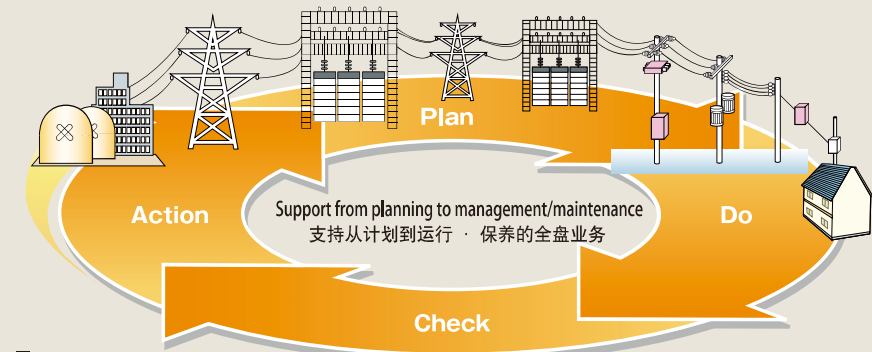 Plan
Action
Support from planning to management/maintenance
支持从计划到运行 · 保养的全盘业务
Do
Check